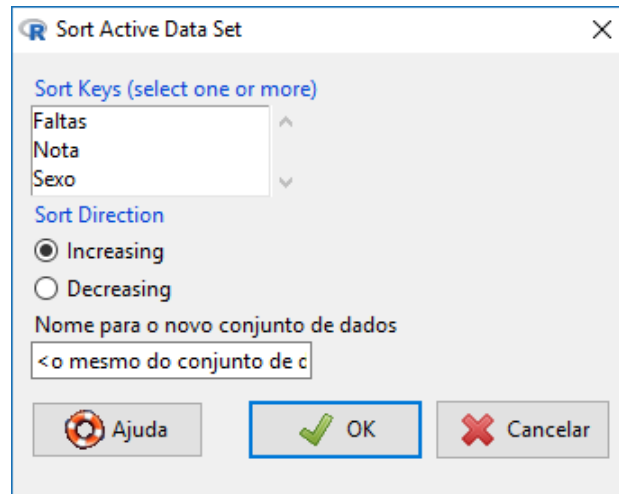 Sort Active Data Set
Sort Keys (select one or more)
Faltas
Nota
Sexo
Sort Direction
Increasing
Decreasing
Nome para o novo conjunto de dados
<o mesmo do conjunto de c
Ajuda OK Cancelar